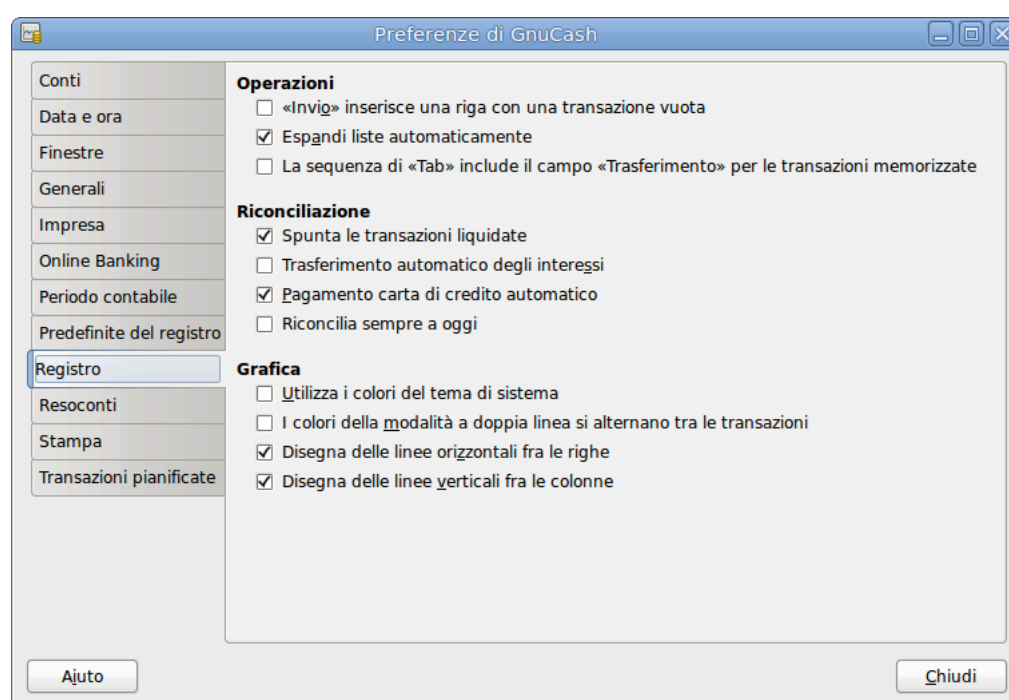 Preferenze di GnuCash
Conti
Data e ora
Finestre
Generali
Impresa
Online Banking
Periodo contabile
Predefinite del registro
Registro
Resoconti
Stampa
Transazioni pianificate
Operazioni
«Invio» inserisce una riga con una transazione vuota
Espandi liste automaticamente
La sequenza di «Tab» include il campo «Trasferimento» per le transazioni memorizzate
Riconciliazione
Spunta le transazioni liquidate
Trasferimento automatico degli interessi
Pagamento carta di credito automatico
Riconcilia sempre a oggi
Grafica
Utilizza i colori del tema di sistema
I colori della modalità a doppia linea si alternano tra le transazioni
Disegna delle linee orizzontali fra le righe
Disegna delle linee verticali fra le colonne
Aiuto
Chiudi